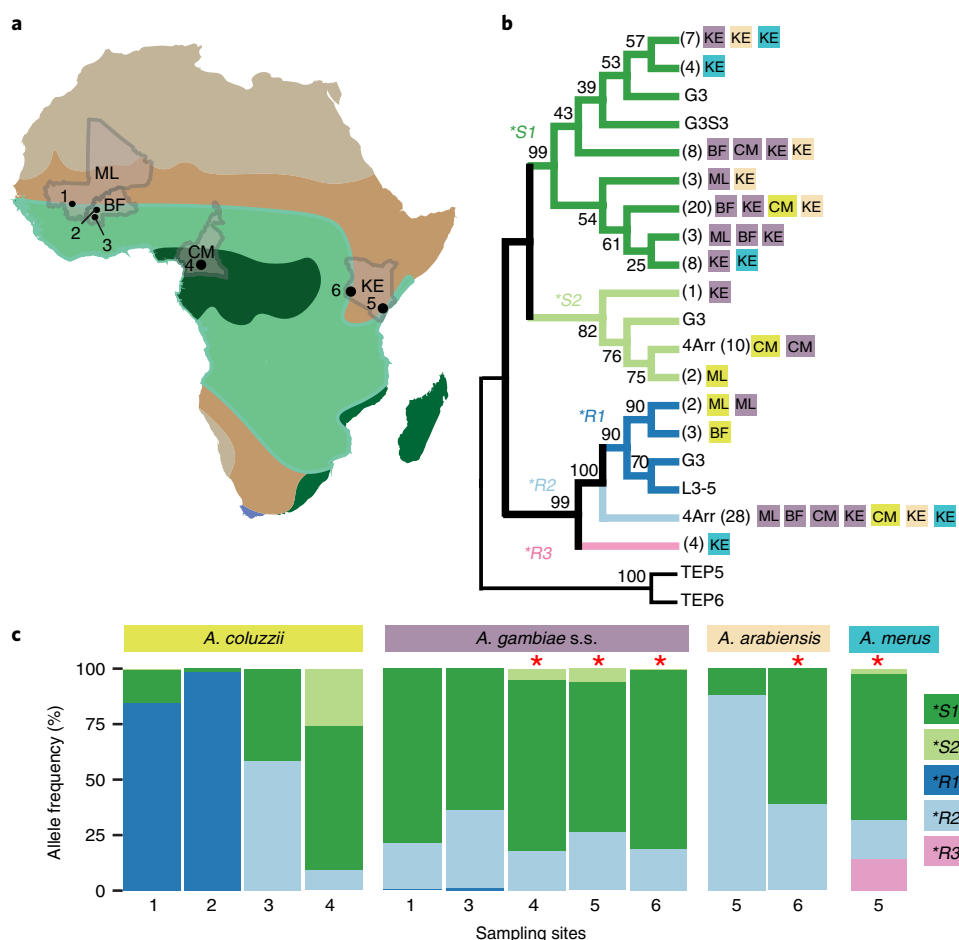 a
ML
1
BF
2
3
CM
4
6
KE
5
b
57
(7) KE KE KE
53
(4) KE
39
G3
43
G3S3
*S1
99
(8) BF CM KE KE
(3) ML KE
54
(20) BF KE CM KE
61
(3) ML BF KE
25
(8) KE KE
*S2
(1) KE
82
G3
76
4Arr (10) CM CM
75
(2) ML
*R1
90
(2) ML ML
90
(3) BF
70
G3
100
L3-5
*R2
99
4Arr (28) ML BF CM KE CM KE KE
*R3
(4) KE
100
TEP5
TEP6
c
A. coluzzii A. gambiae s.s. A. arabiensis A. merus
* * * * *
100
75
50
25
0
Allele frequency (%)
1 2 3 4 1 3 4 5 6 5 6 5
Sampling sites
*S1
*S2
*R1
*R2
*R3